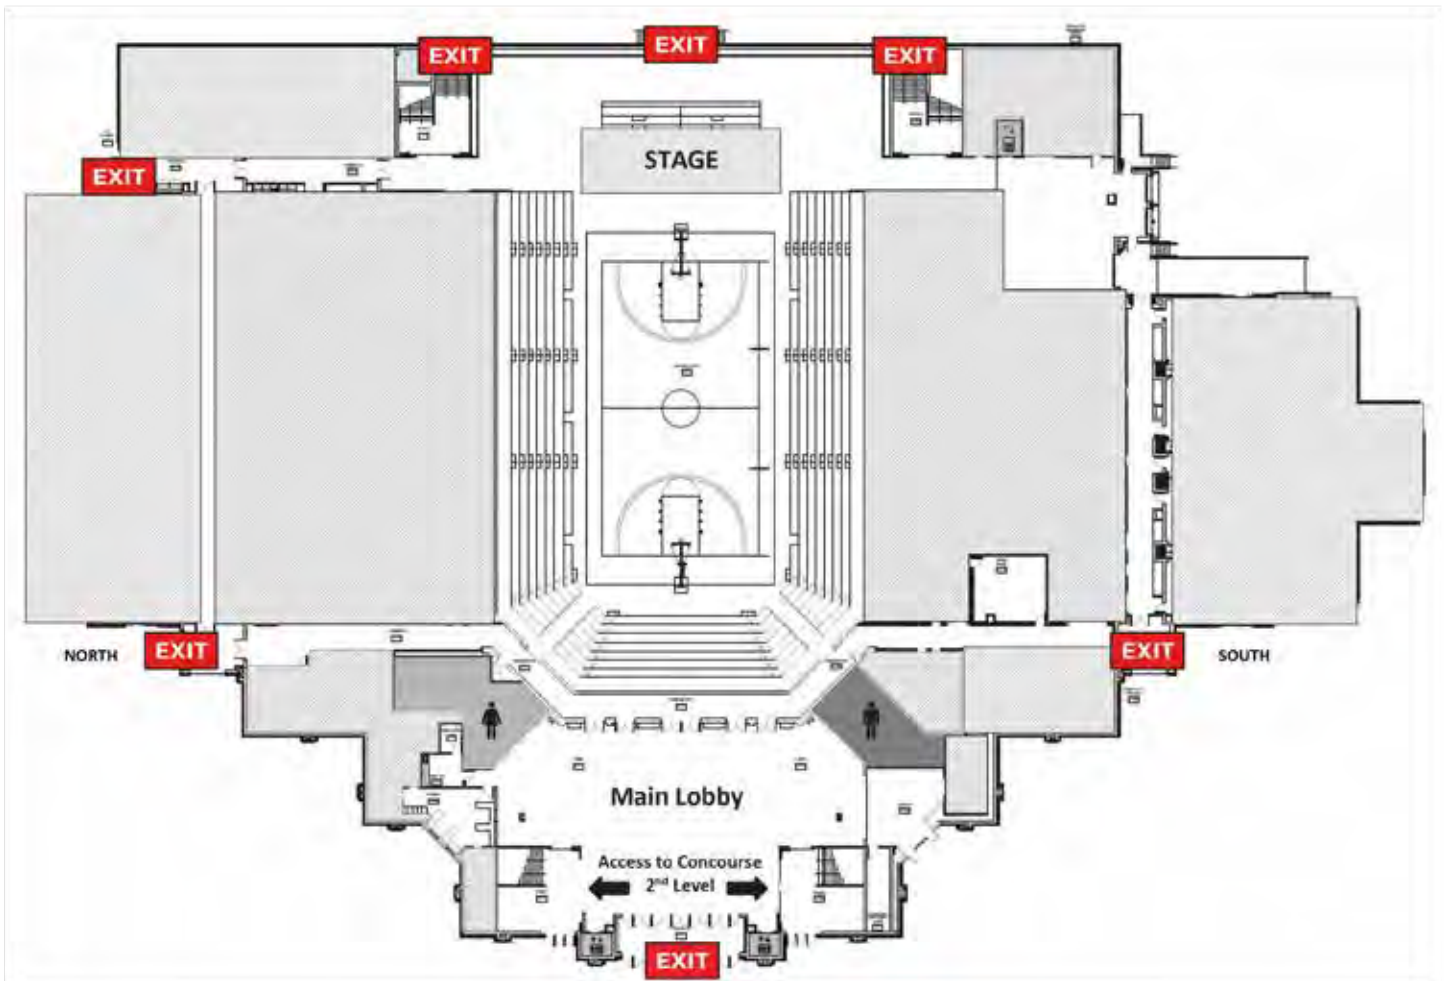 EXIT
EXIT
EXIT
STAGE
EXIT
NORTH
EXIT
EXIT
SOUTH
Main Lobby
Access to Concourse
2nd Level
EXIT